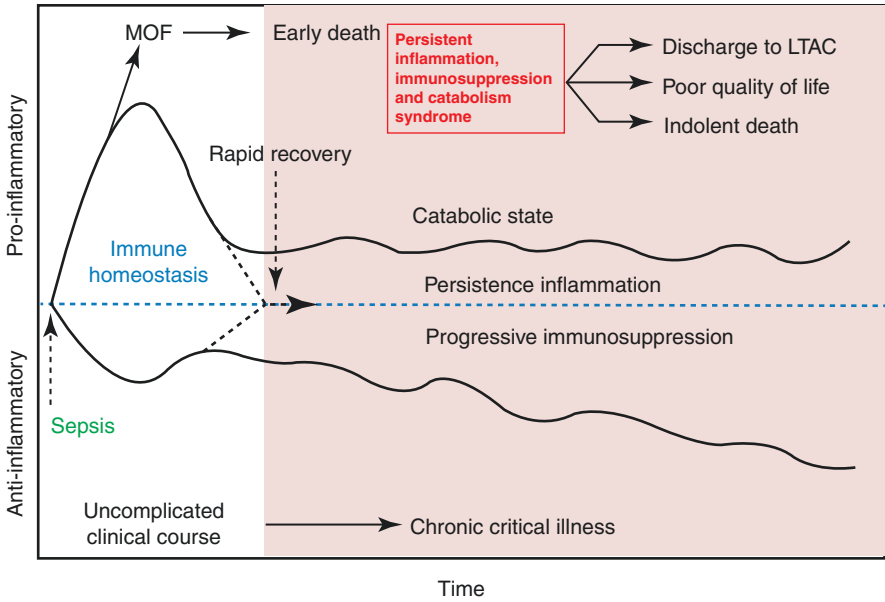 MOF
Early death
Persistent
inflammation,
immunosuppression
and catabolism
syndrome
Discharge to LTAC
Poor quality of life
Indolent death
Pro-inflammatory
Rapid recovery
Catabolic state
Immune
homeostasis
Persistence inflammation
Progressive immunosuppression
Anti-inflammatory
Sepsis
Uncomplicated
clinical course
Chronic critical illness
Time